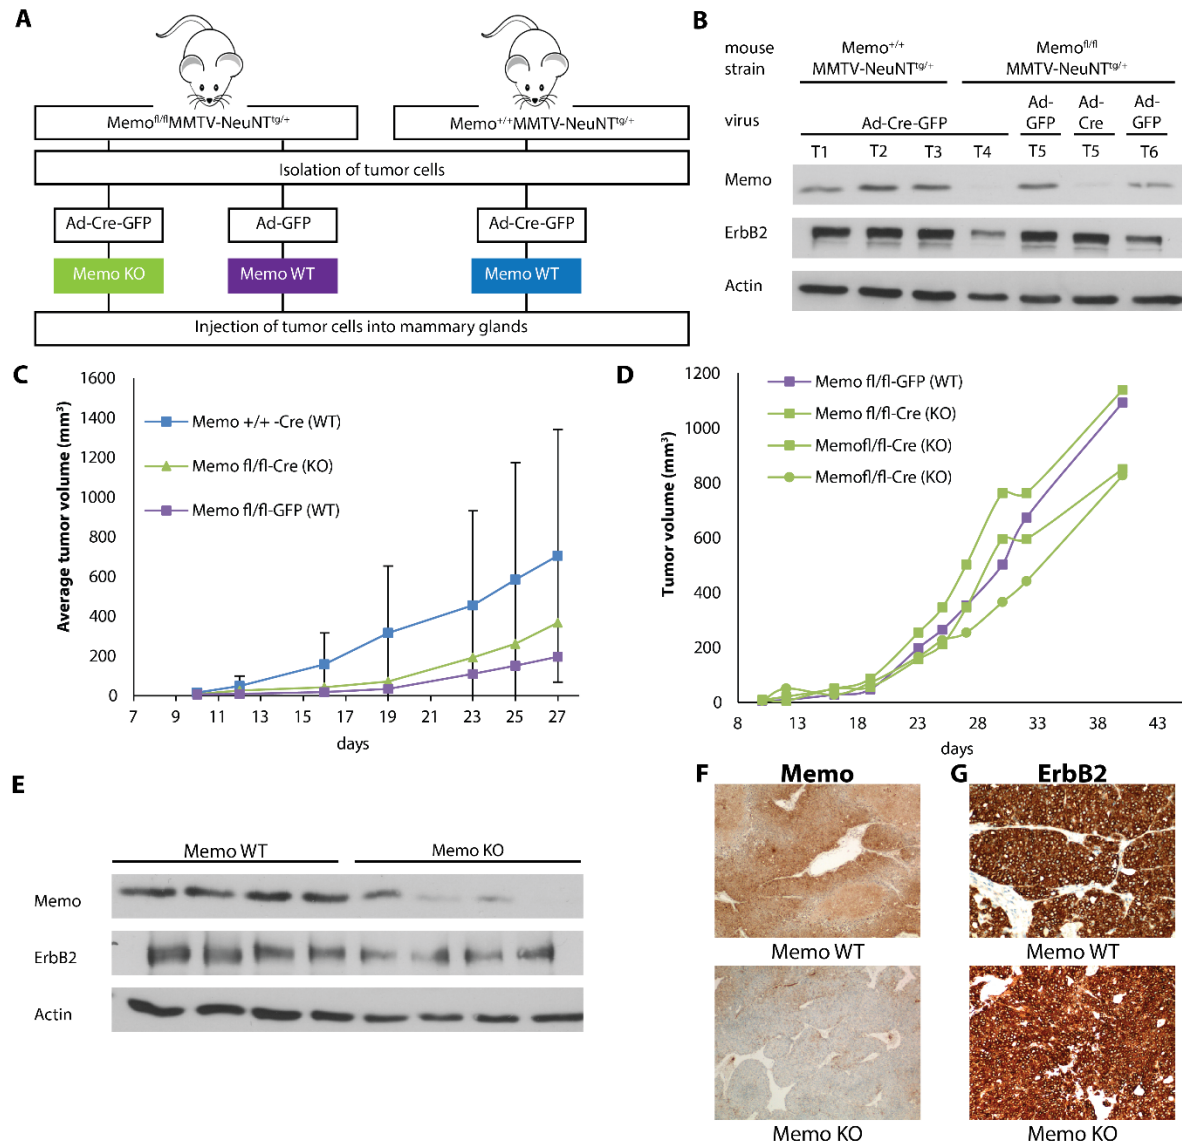 A
Memofl/flMMTV-NeuNTtg/+
Memo+/+MMTV-NeuNTtg/+
Isolation of tumor cells
Ad-Cre-GFP
Ad-GFP
Ad-Cre-GFP
Memo KO
Memo WT
Memo WT
Injection of tumor cells into mammary glands
B
mouse
strain
Memo+/+
MMTV-NeuNTtg/+
Memofl/fl
MMTV-NeuNTtg/+
virus
Ad-Cre-GFP
Ad-
GFP
Ad-
Cre
Ad-
GFP
T1 T2 T3 T4 T5 T5 T6
Memo
ErbB2
Actin
C
Average tumor volume (mm³)
1600
1400
1200
1000
800
600
400
200
0
7 9 11 13 15 17 19 21 23 25 27
days
Memo +/+ -Cre (WT)
Memo fl/fl-Cre (KO)
Memo fl/fl-GFP (WT)
D
Tumor volume (mm³)
1200
1000
800
600
400
200
0
8 13 18 23 28 33 38 43
days
Memo fl/fl-GFP (WT)
Memo fl/fl-Cre (KO)
Memofl/fl-Cre (KO)
Memofl/fl-Cre (KO)
E
Memo WT
Memo KO
Memo
ErbB2
Actin
F
Memo
Memo WT
Memo KO
G
ErbB2
Memo WT
Memo KO